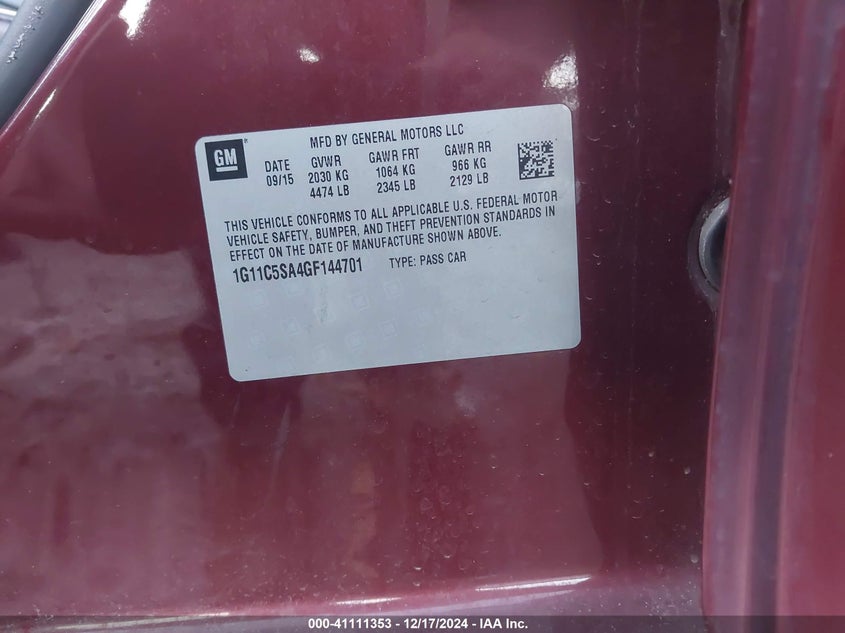 GM
MFD BY GENERAL MOTORS LLC
DATE GVWR GAWR FRT GAWR RR
09/15 2030 KG 1064 KG 966 KG
4474 LB 2345 LB 2129 LB
THIS VEHICLE CONFORMS TO ALL APPLICABLE U.S. FEDERAL MOTOR
VEHICLE SAFETY, BUMPER, AND THEFT PREVENTION STANDARDS IN
EFFECT ON THE DATE OF MANUFACTURE SHOWN ABOVE.
1G11C5SA4GF144701 TYPE: PASS CAR
000-41111353 - 12/17/2024 - IAA Inc.